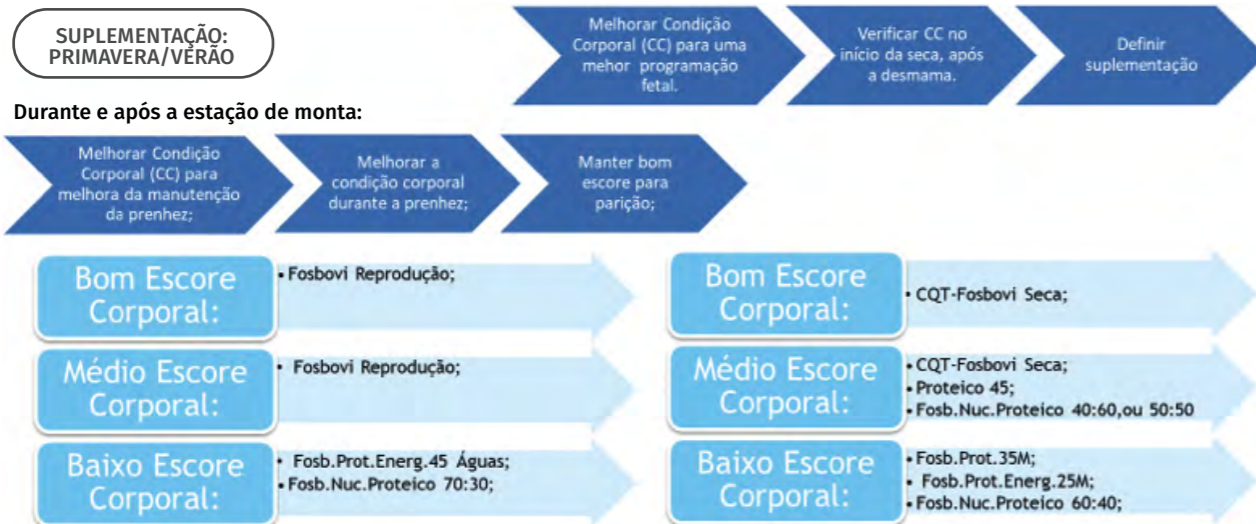 SUPLEMENTAÇÃO:
PRIMAVERA/VERÃO
Melhorar Condição
Corporal (CC) para uma
mehor programação
fetal.
Verificar CC no
início da seca, após
a desmama.
Definir
suplementação
Durante e após a estação de monta:
Melhorar Condição
Corporal (CC) para
melhora da manutenção
da prenhez;
Melhorar a
condição corporal
durante a prenhez;
Manter bom
escore para
parição;
Bom Escore
Corporal:
• Fosbovi Reprodução;
Médio Escore
Corporal:
• Fosbovi Reprodução;
Baixo Escore
Corporal:
• Fosb.Prot.Energ.45 Águas;
• Fosb.Nuc.Proteico 70:30;
Bom Escore
Corporal:
• CQT-Fosbovi Seca;
Médio Escore
Corporal:
• CQT-Fosbovi Seca;
• Proteico 45;
• Fosb.Nuc.Proteico 40:60,ou 50:50
Baixo Escore
Corporal:
• Fosb.Prot.35M;
• Fosb.Prot.Energ.25M;
• Fosb.Nuc.Proteico 60:40;